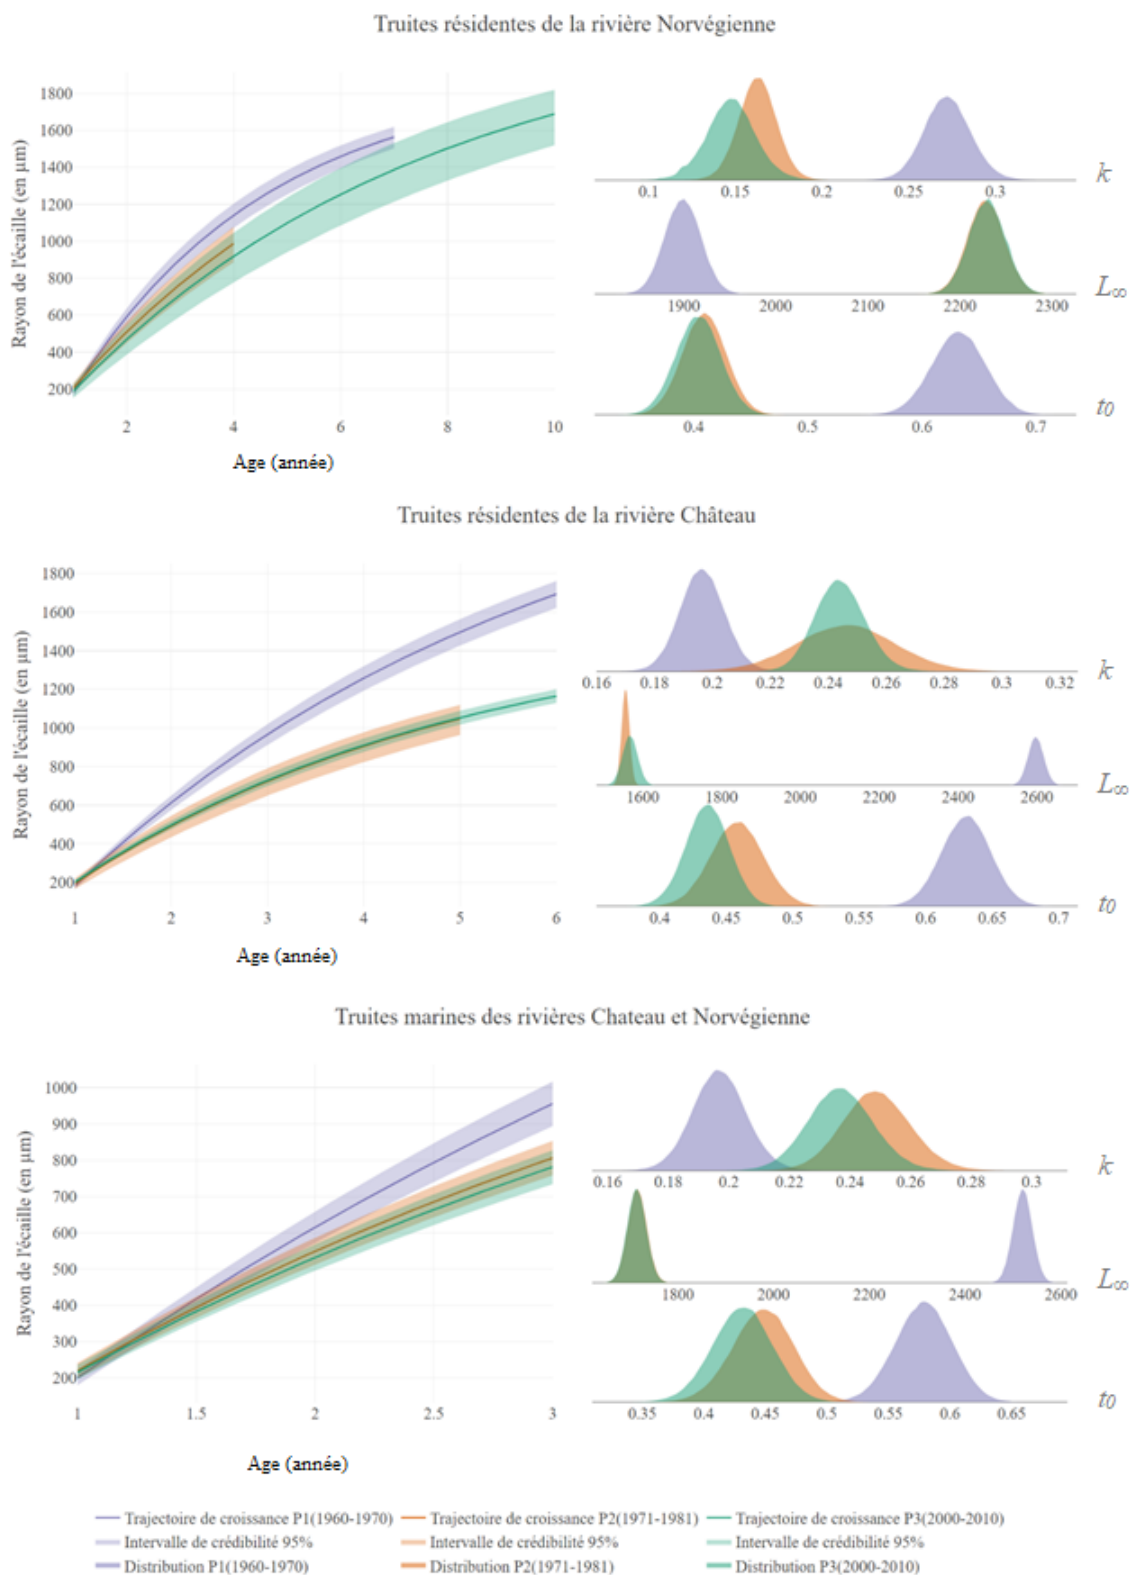 Truites résidentes de la rivière Norvégienne
Rayon de l'écaille (en µm)
1800
1600
1400
1200
1000
800
600
400
200
2 4 6 8 10
Age (année)
0.1 0.15 0.2 0.25 0.3
k
1900 2000 2100 2200 2300
L∞
0.4 0.5 0.6 0.7
t0
Truites résidentes de la rivière Château
Rayon de l'écaille (en µm)
1800
1600
1400
1200
1000
800
600
400
200
1 2 3 4 5 6
Age (année)
0.16 0.18 0.2 0.22 0.24 0.26 0.28 0.3 0.32
k
1600 1800 2000 2200 2400 2600
L∞
0.4 0.45 0.5 0.55 0.6 0.65 0.7
t0
Truites marines des rivières Chateau et Norvégienne
Rayon de l'écaille (en µm)
1000
900
800
700
600
500
400
300
200
1 1.5 2 2.5 3
Age (année)
0.16 0.18 0.2 0.22 0.24 0.26 0.28 0.3
k
1800 2000 2200 2400 2600
L∞
0.35 0.4 0.45 0.5 0.55 0.6 0.65
t0
Trajectoire de croissance P1(1960-1970) Trajectoire de croissance P2(1971-1981) Trajectoire de croissance P3(2000-2010)
Intervalle de crédibilité 95% Intervalle de crédibilité 95% Intervalle de crédibilité 95%
Distribution P1(1960-1970) Distribution P2(1971-1981) Distribution P3(2000-2010)